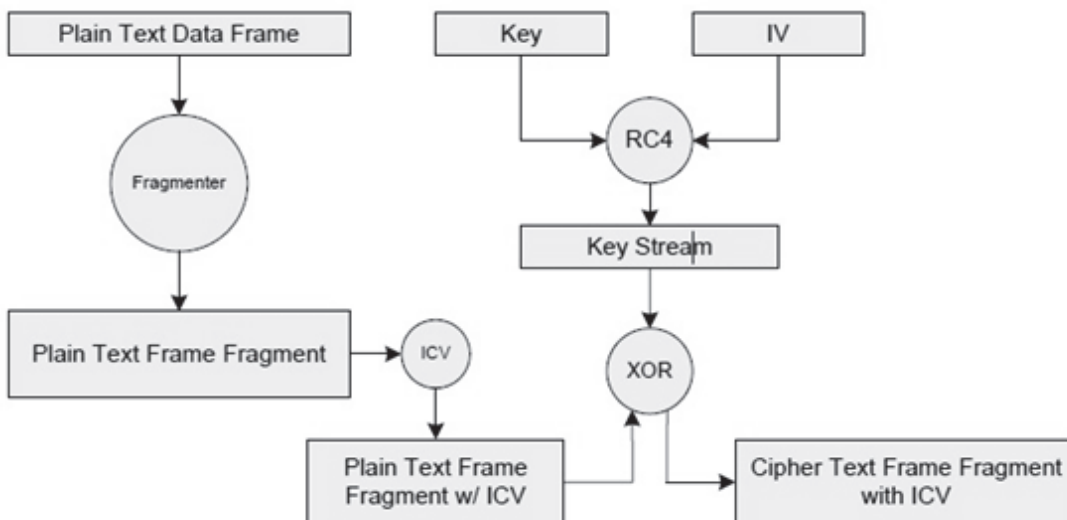 Plain Text Data Frame
Key
IV
RC4
Fragmenter
Key Stream
Plain Text Frame Fragment
ICV
XOR
Plain Text Frame
Fragment w/ ICV
Cipher Text Frame Fragment
with ICV